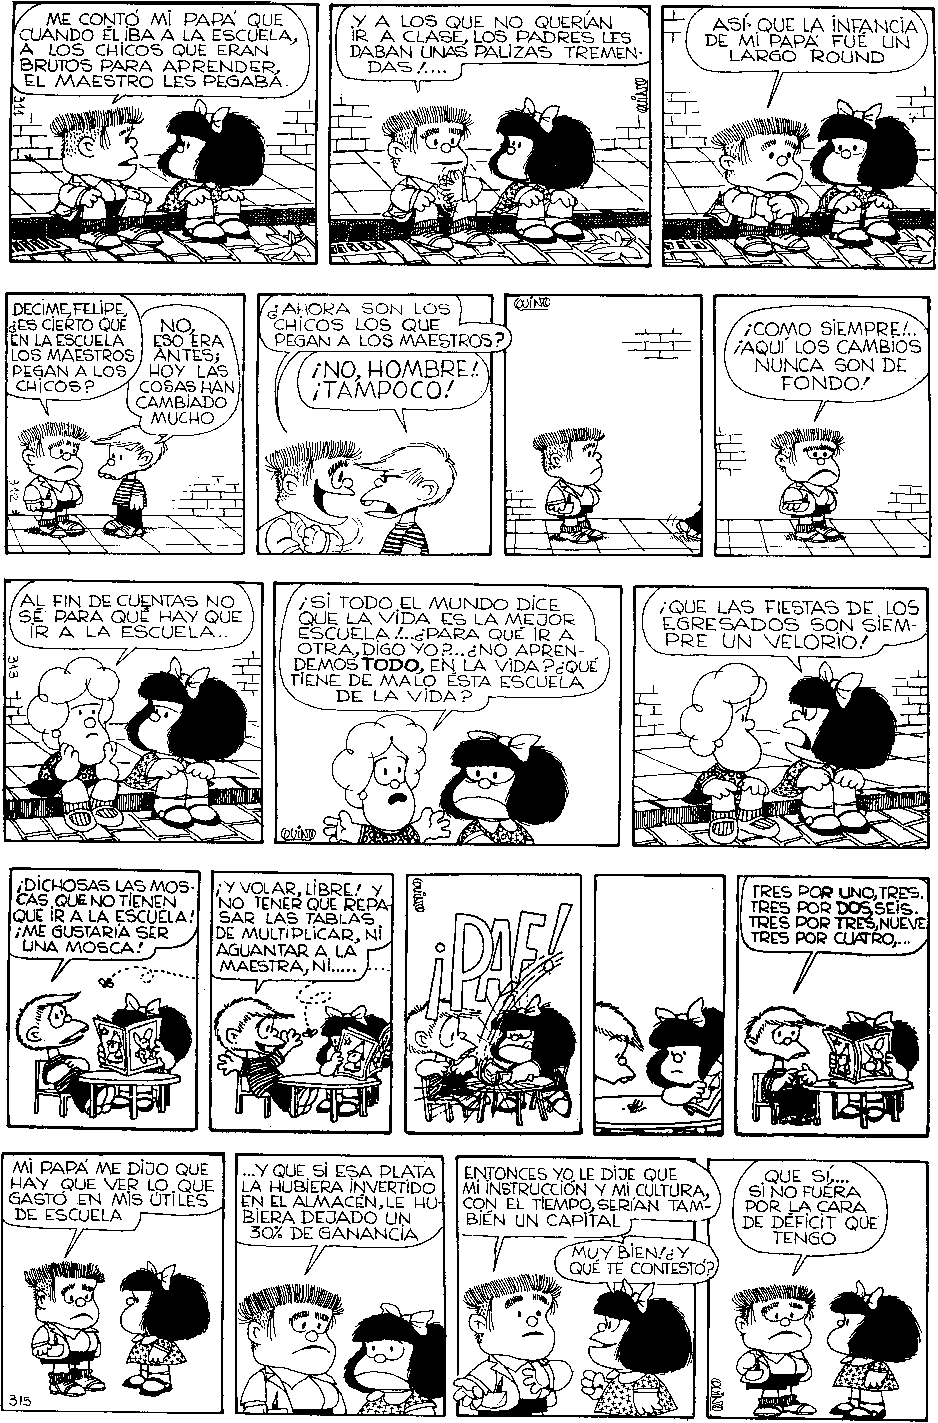 ME CONTÓ MI PAPÁ QUE
CUANDO ÉL IBA A LA ESCUELA,
A LOS CHICOS QUE ERAN
BRUTOS PARA APRENDER,
EL MAESTRO LES PEGABA.
311
Y A LOS QUE NO QUERÍAN
IR A CLASE, LOS PADRES LES
DABAN UNAS PALIZAS TREMEN-
DAS!....
QUINO
ASÍ QUE LA INFANCIA
DE MI PAPÁ FUÉ UN
LARGO ROUND
DECIME, FELIPE,
¿ES CIERTO QUE
EN LA ESCUELA
LOS MAESTROS
PEGAN A LOS
CHICOS?
NO,
ESO ERA
ANTES;
HOY LAS
COSAS HAN
CAMBIADO
MUCHO
312
¿AHORA SON LOS
CHICOS LOS QUE
PEGAN A LOS MAESTROS?
¡NO, HOMBRE!
¡TAMPOCO!
QUINO
¡COMO SIEMPRE!..
¡AQUÍ LOS CAMBIOS
NUNCA SON DE
FONDO!
AL FIN DE CUENTAS NO
SÉ PARA QUÉ HAY QUE
IR A LA ESCUELA..
313
¡SI TODO EL MUNDO DICE
QUE LA VIDA ES LA MEJOR
ESCUELA!...¿PARA QUÉ IR A
OTRA, DIGO YO?...¿NO APREN-
DEMOS TODO, EN LA VIDA?¿QUÉ
TIENE DE MALO ESTA ESCUELA
DE LA VIDA?
QUINO
¡QUE LAS FIESTAS DE LOS
EGRESADOS SON SIEM-
PRE UN VELORIO!
¡DICHOSAS LAS MOS-
CAS, QUE NO TIENEN
QUE IR A LA ESCUELA!
¡ME GUSTARÍA SER
UNA MOSCA!
¡Y VOLAR, LIBRE! Y
NO TENER QUE REPA-
SAR LAS TABLAS
DE MULTIPLICAR, NI
AGUANTAR A LA
MAESTRA, NI.....
QUINO
¡PAF!
TRES POR UNO, TRES.
TRES POR DOS, SEIS.
TRES POR TRES, NUEVE
TRES POR CUATRO,...
MI PAPÁ ME DIJO QUE
HAY QUE VER LO QUE
GASTÓ EN MIS ÚTILES
DE ESCUELA
315
...Y QUE SI ESA PLATA
LA HUBIERA INVERTIDO
EN EL ALMACÉN, LE HU-
BIERA DEJADO UN
30% DE GANANCIA
ENTONCES YO LE DIJE QUE
MI INSTRUCCIÓN Y MI CULTURA,
CON EL TIEMPO, SERÍAN TAM-
BIÉN UN CAPITAL
MUY BIEN!¿Y
QUÉ TE CONTESTÓ?
QUE SÍ,...
SI NO FUERA
POR LA CARA
DE DÉFICIT QUE
TENGO
QUINO